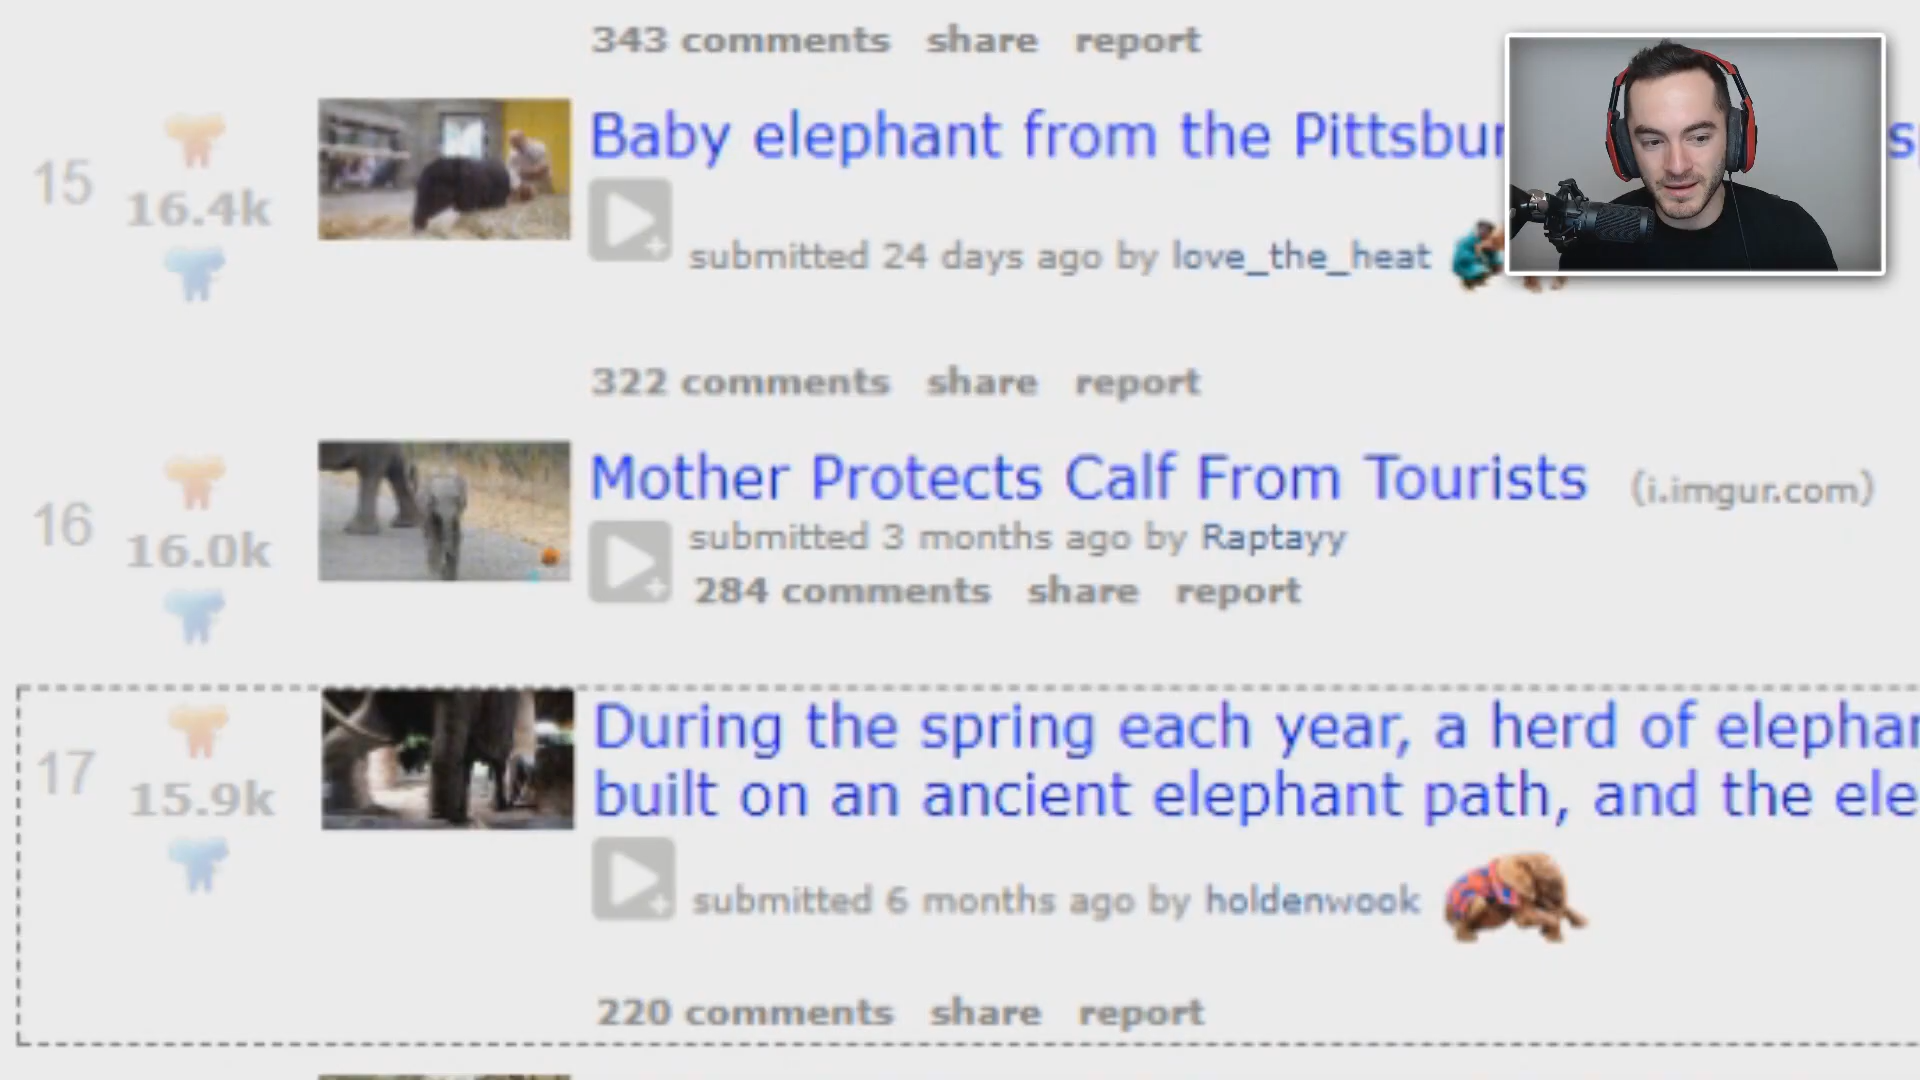 343 comments share report
15
16.4k
Baby elephant from the
submitted 24 days ago by love_the_heat
322 comments share report
16
16.0k
Mother Protects Calf From Tourists (i.imgur.com)
submitted 3 months ago by Raptayy
284 comments share report
17
15.9k
During the spring each year, a herd of
built on an ancient elephant path, and the
submitted 6 months ago by holdenwook
220 comments share report